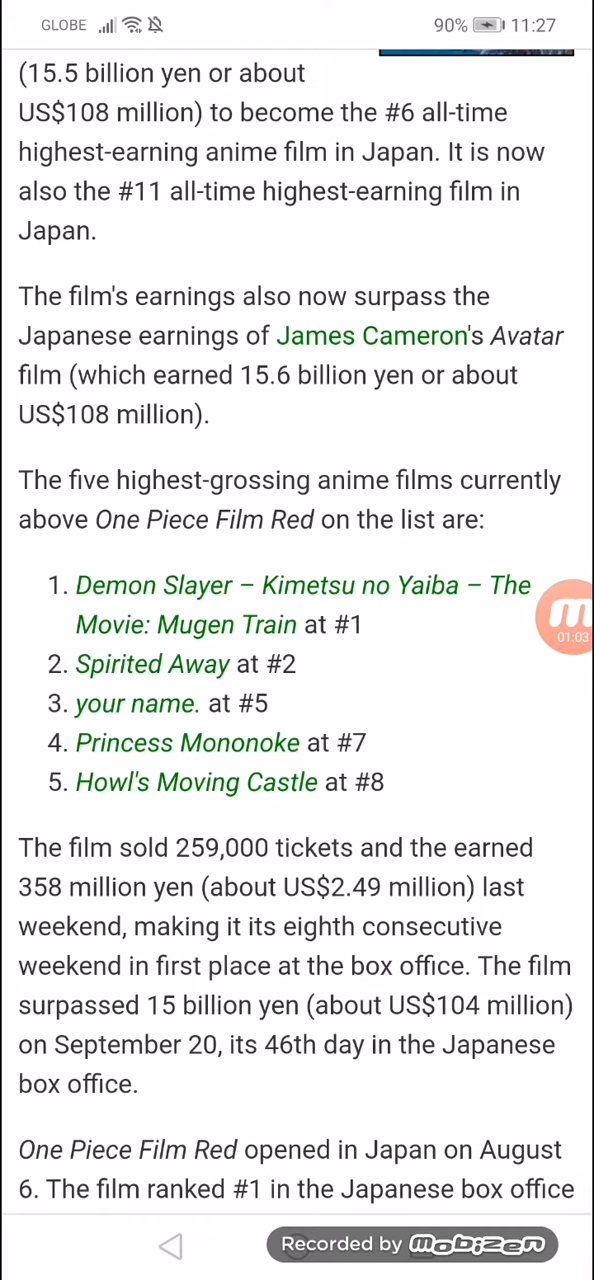 GLOBE 90% 11:27
(15.5 billion yen or about
US$108 million) to become the #6 all-time
highest-earning anime film in Japan. It is now
also the #11 all-time highest-earning film in
Japan.
The film's earnings also now surpass the
Japanese earnings of James Cameron's Avatar
film (which earned 15.6 billion yen or about
US$108 million).
The five highest-grossing anime films currently
above One Piece Film Red on the list are:
1. Demon Slayer – Kimetsu no Yaiba – The
Movie: Mugen Train at #1
2. Spirited Away at #2
3. your name. at #5
4. Princess Mononoke at #7
5. Howl's Moving Castle at #8
m
01:03
The film sold 259,000 tickets and the earned
358 million yen (about US$2.49 million) last
weekend, making it its eighth consecutive
weekend in first place at the box office. The film
surpassed 15 billion yen (about US$104 million)
on September 20, its 46th day in the Japanese
box office.
One Piece Film Red opened in Japan on August
6. The film ranked #1 in the Japanese box office
Recorded by mobizen